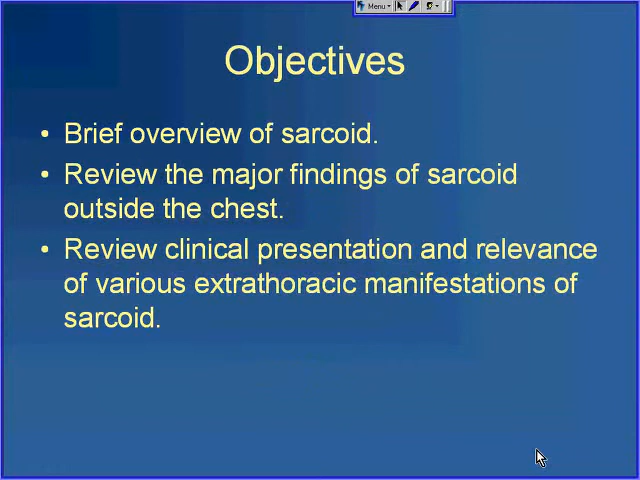 Menu
Objectives
• Brief overview of sarcoid.
• Review the major findings of sarcoid
outside the chest.
• Review clinical presentation and relevance
of various extrathoracic manifestations of
sarcoid.